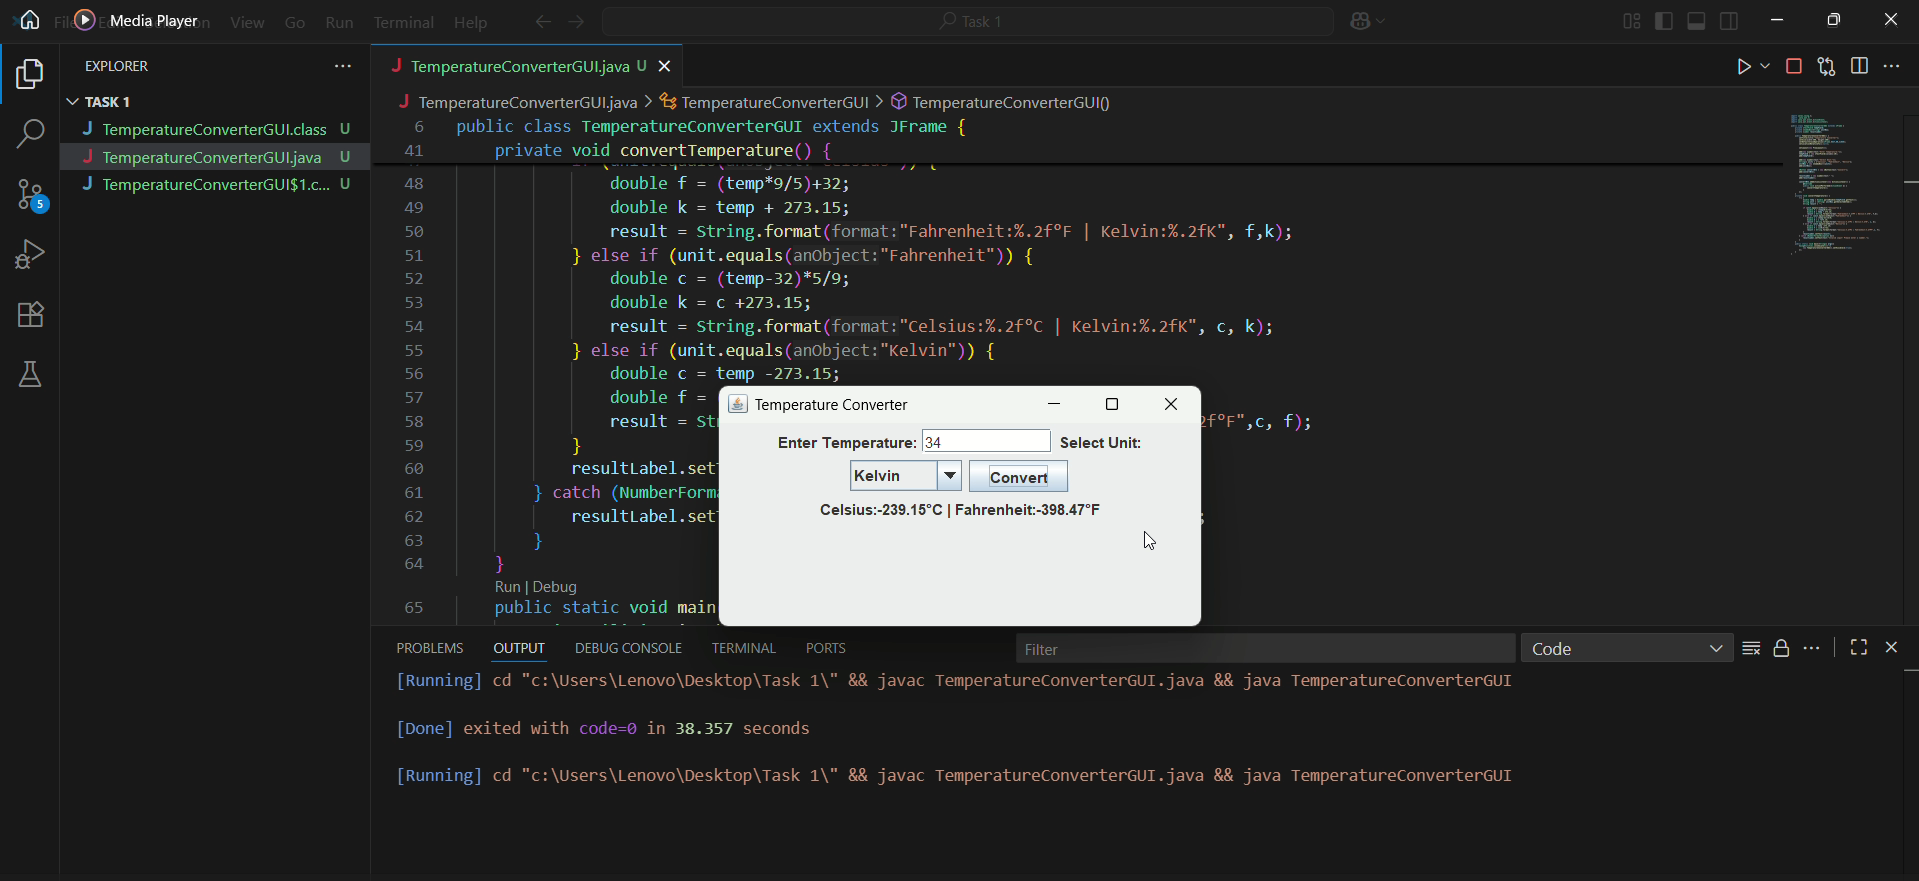 Media Player
File View Go Run Terminal Help
Task 1
EXPLORER
TASK 1
TemperatureConverterGUI.class U
TemperatureConverterGUI.java U
TemperatureConverterGUI$1.c... U
5
TemperatureConverterGUI.java U
TemperatureConverterGUI.java > TemperatureConverterGUI > TemperatureConverterGUI()
6 public class TemperatureConverterGUI extends JFrame {
41 private void convertTemperature() {
48 double f = (temp*9/5)+32;
49 double k = temp + 273.15;
50 result = String.format(format:"Fahrenheit:%.2f°F | Kelvin:%.2fK", f,k);
51 } else if (unit.equals(anObject:"Fahrenheit")) {
52 double c = (temp-32)*5/9;
53 double k = c +273.15;
54 result = String.format(format:"Celsius:%.2f°C | Kelvin:%.2fK", c, k);
55 } else if (unit.equals(anObject:"Kelvin")) {
56 double c = temp -273.15;
57 double f =
58 result = St 2f°F",c, f);
59 }
60 resultLabel.set
61 } catch (NumberForma
62 resultLabel.set ;
63 }
64 }
Run | Debug
65 public static void main
Temperature Converter
Enter Temperature: 34 Select Unit:
Kelvin Convert
Celsius:-239.15°C | Fahrenheit:-398.47°F
PROBLEMS OUTPUT DEBUG CONSOLE TERMINAL PORTS Filter Code
[Running] cd "c:\Users\Lenovo\Desktop\Task 1\" && javac TemperatureConverterGUI.java && java TemperatureConverterGUI
[Done] exited with code=0 in 38.357 seconds
[Running] cd "c:\Users\Lenovo\Desktop\Task 1\" && javac TemperatureConverterGUI.java && java TemperatureConverterGUI